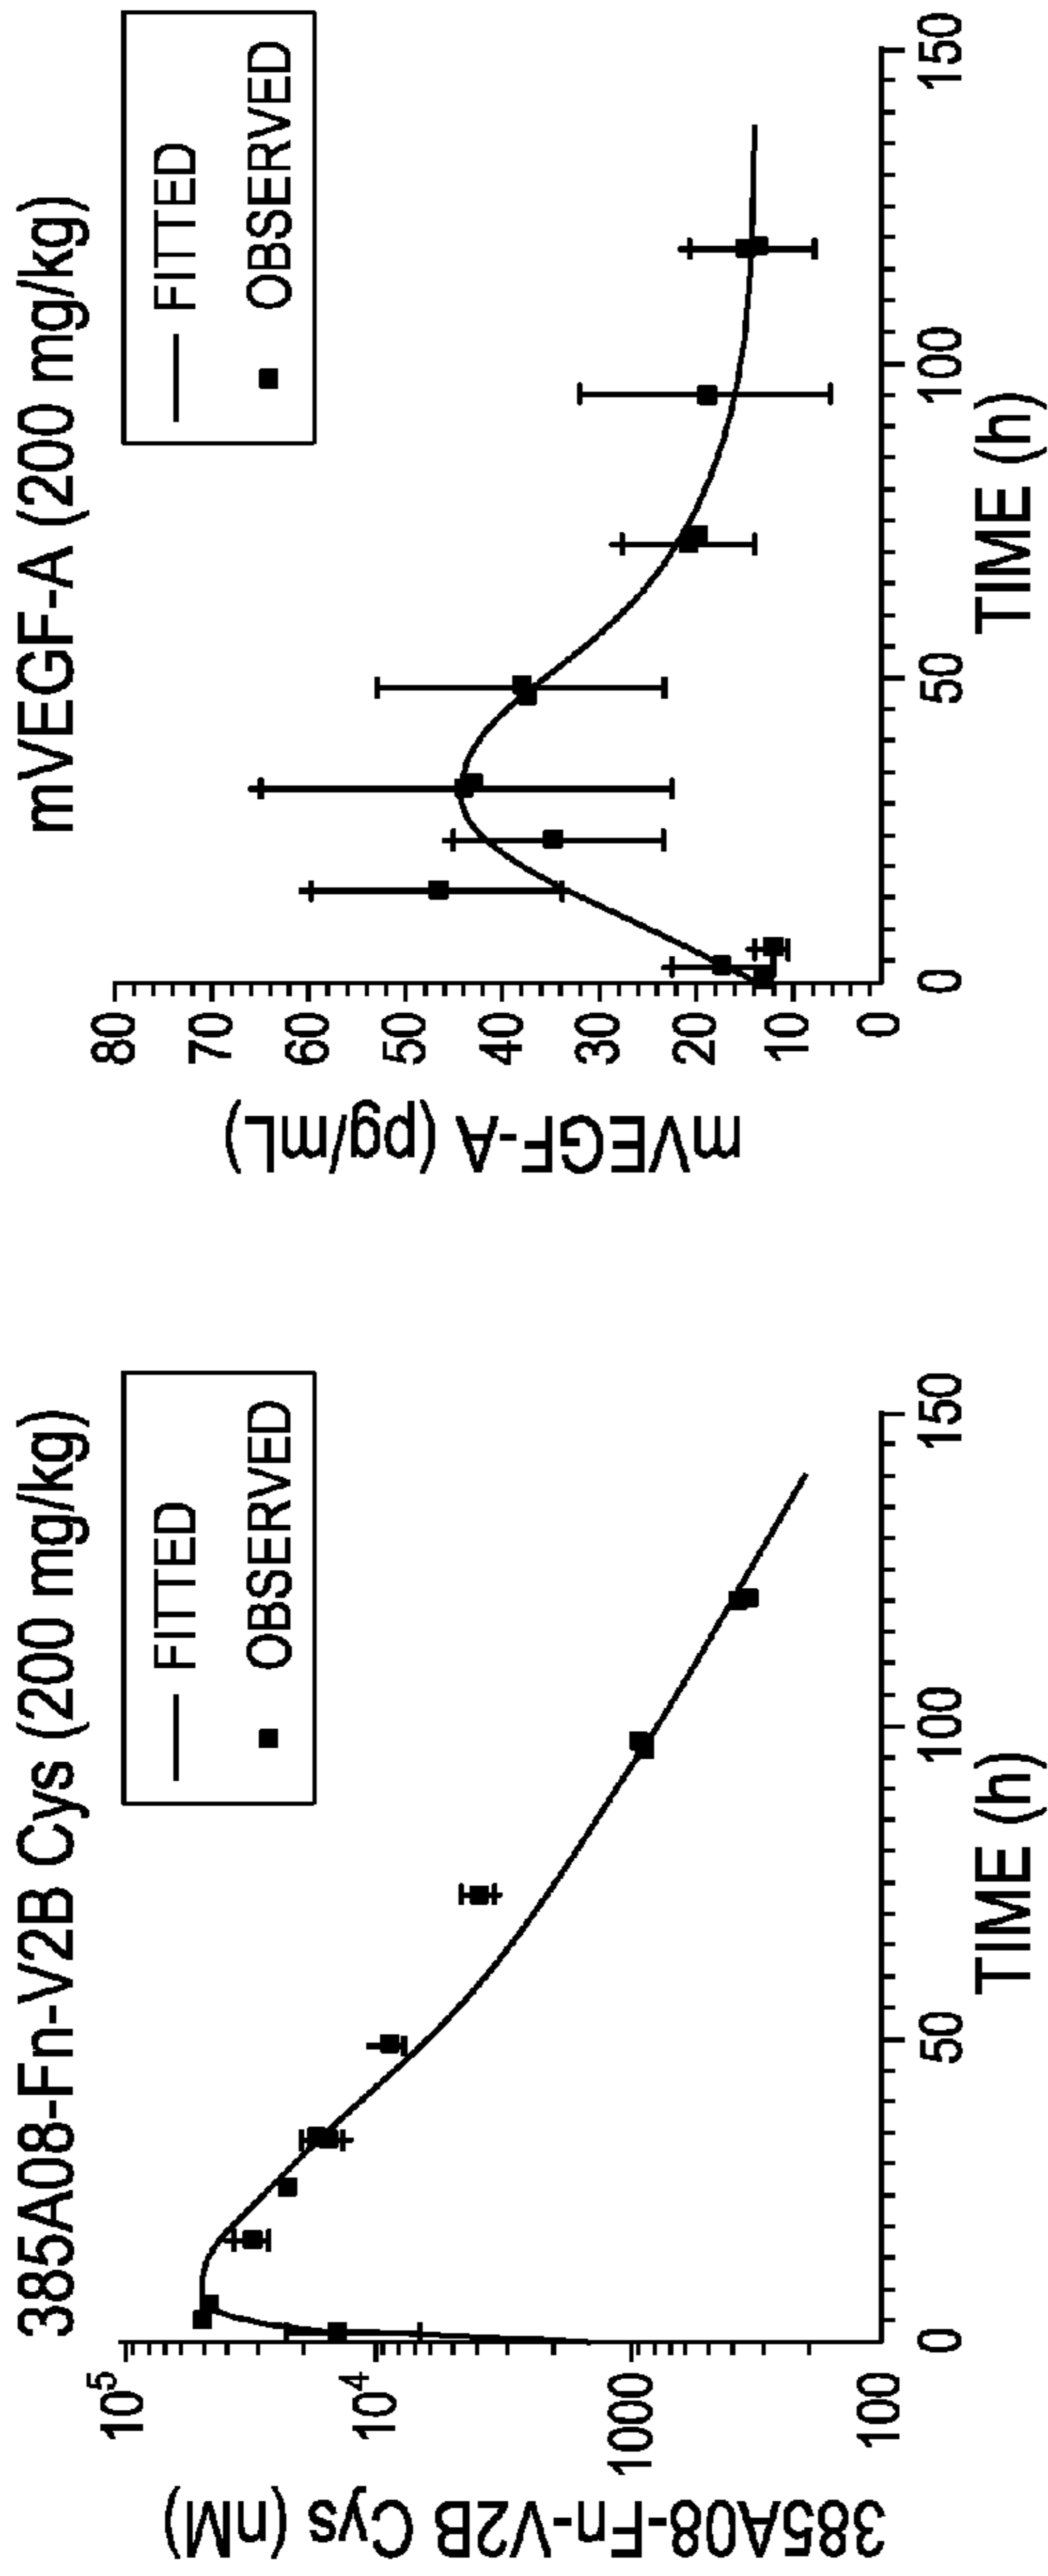 385A08-Fn-V2B Cys (200 mg/kg)
FITTED
OBSERVED
385A08-Fn-V2B Cys (nM)
10⁵
10⁴
1000
100
0
50
100
150
TIME (h)
mVEGF-A (200 mg/kg)
FITTED
OBSERVED
mVEGF-A (pg/mL)
80
70
60
50
40
30
20
10
0
0
50
100
150
TIME (h)